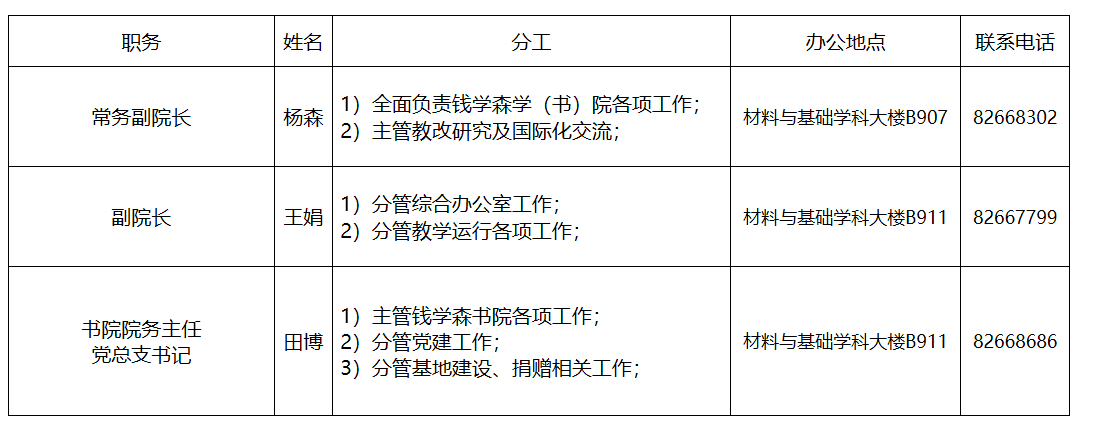 职务 姓名 分工 办公地点 联系电话
常务副院长 杨森 1）全面负责钱学森学（书）院各项工作；
2）主管教改研究及国际化交流； 材料与基础学科大楼B907 82668302
副院长 王娟 1）分管综合办公室工作；
2）分管教学运行各项工作； 材料与基础学科大楼B911 82667799
书院院务主任
党总支书记 田博 1）主管钱学森书院各项工作；
2）分管党建工作；
3）分管基地建设、捐赠相关工作； 材料与基础学科大楼B911 82668686